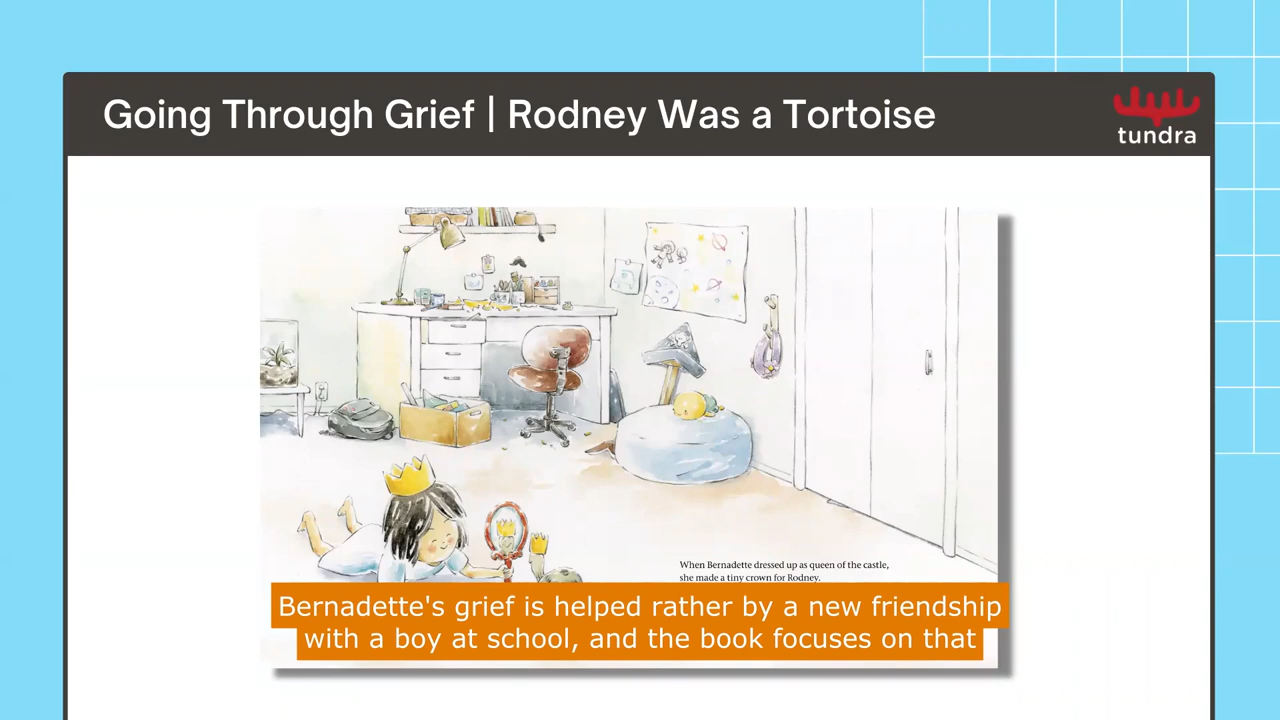 Going Through Grief | Rodney Was a Tortoise
tundra
When Bernadette dressed up as queen of the castle,
she made a tiny crown for Rodney.
Bernadette's grief is helped rather by a new friendship
with a boy at school, and the book focuses on that